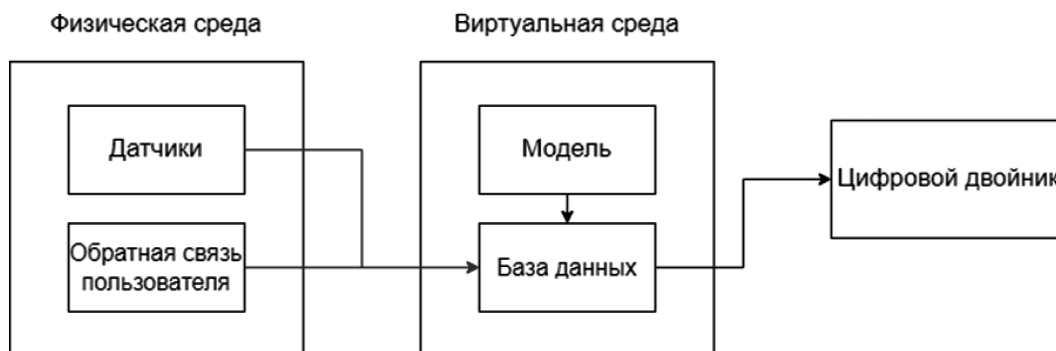 Физическая среда
Виртуальная среда
Датчики
Модель
Цифровой двойник
Обратная связь
пользователя
База данных